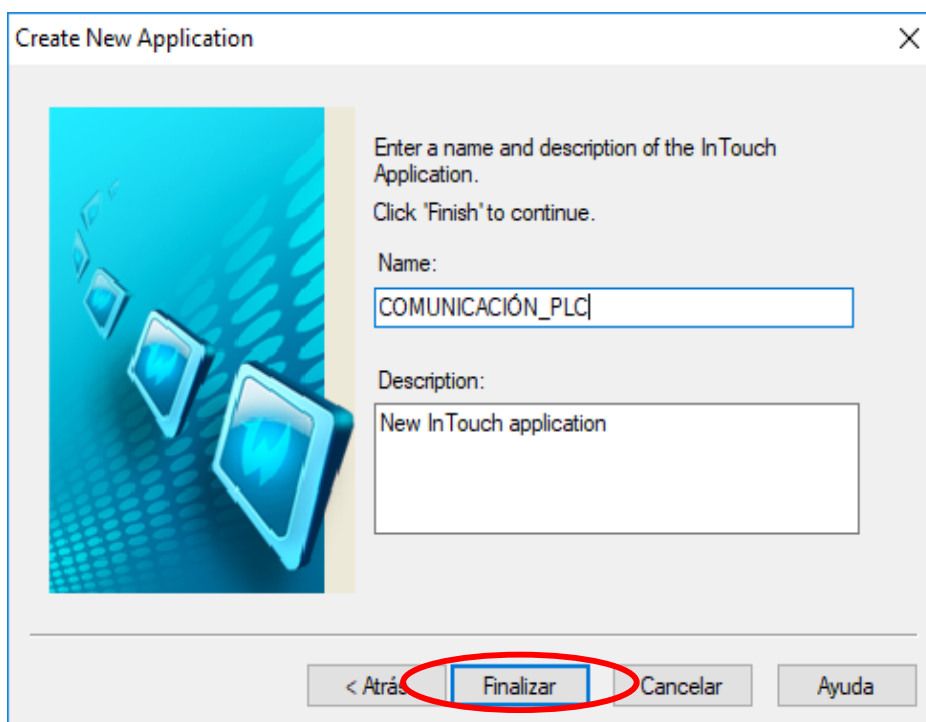 Create New Application
Enter a name and description of the InTouch
Application.
Click 'Finish' to continue.
Name:
COMUNICACIÓN_PLC
Description:
New InTouch application
< Atrás
Finalizar
Cancelar
Ayuda